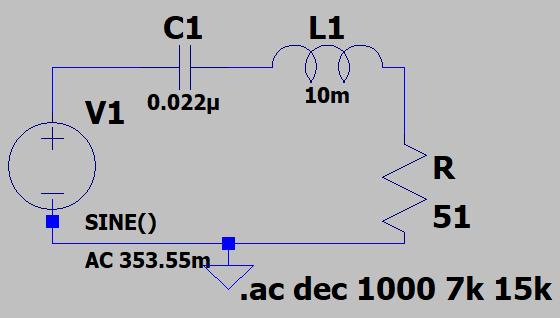 C1
L1
V1
0.022µ
10m
R
51
SINE()
AC 353.55m
.ac dec 1000 7k 15k